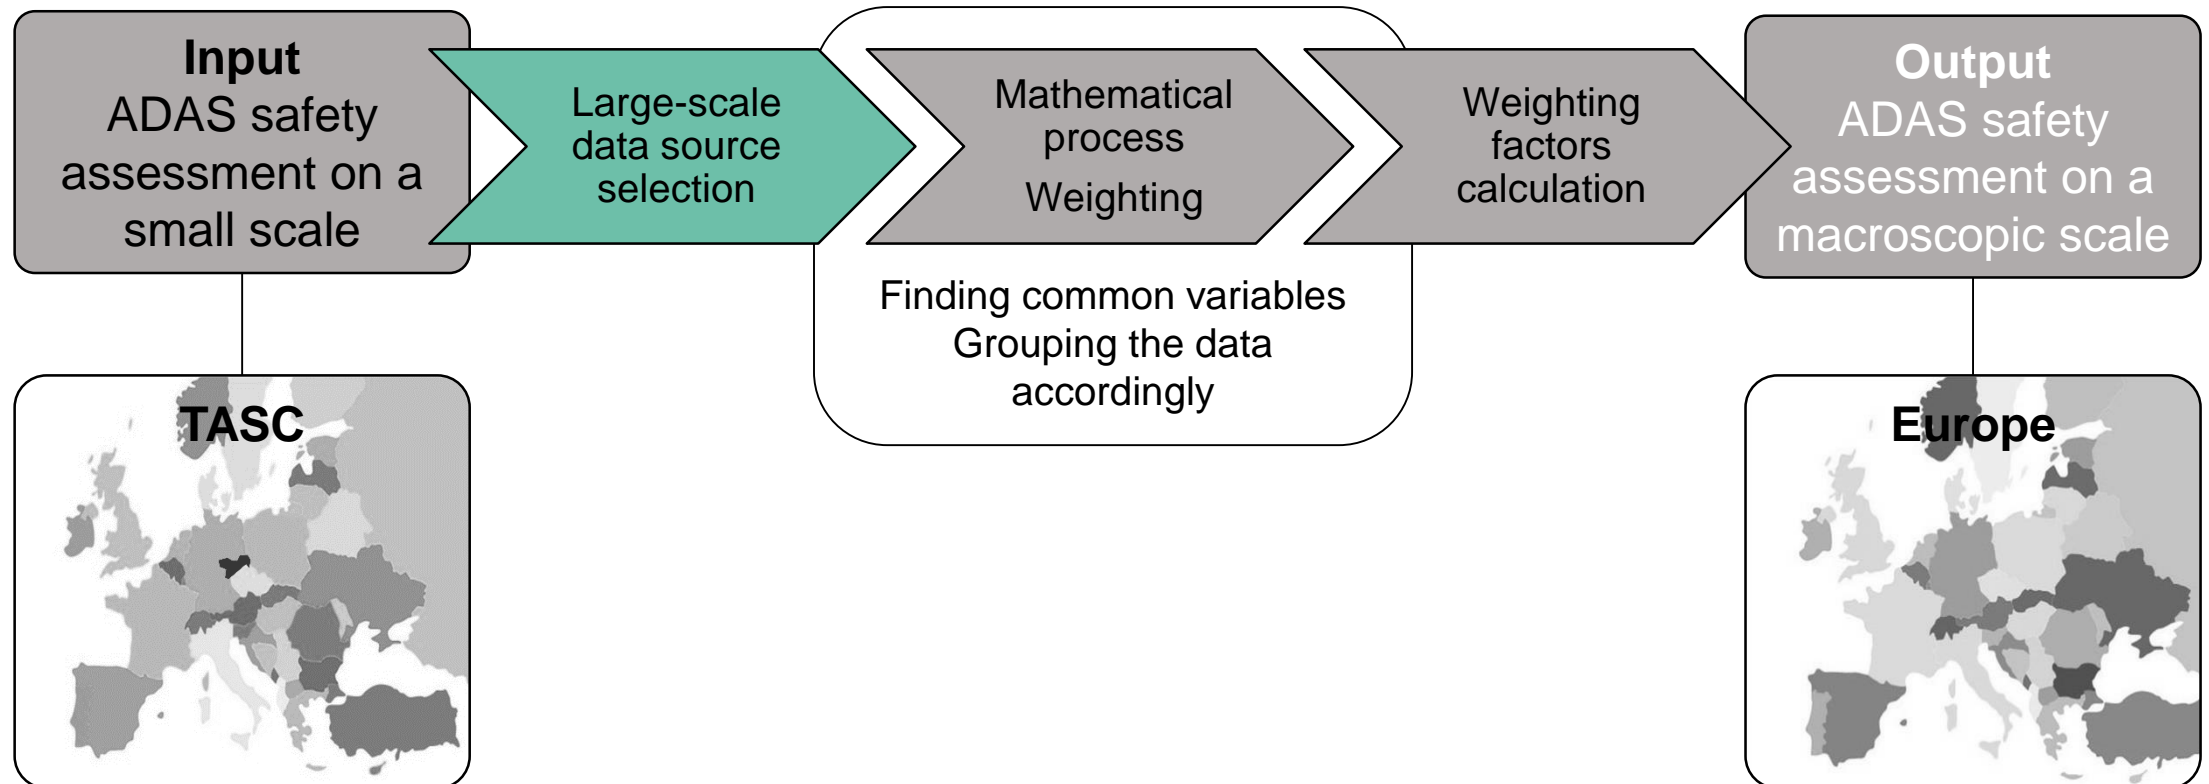 Input
ADAS safety
assessment on a
small scale
Large-scale
data source
selection
Mathematical
process
Weighting
Weighting
factors
calculation
Output
ADAS safety
assessment on a
macroscopic scale
Finding common variables
Grouping the data
accordingly
TASC
Europe